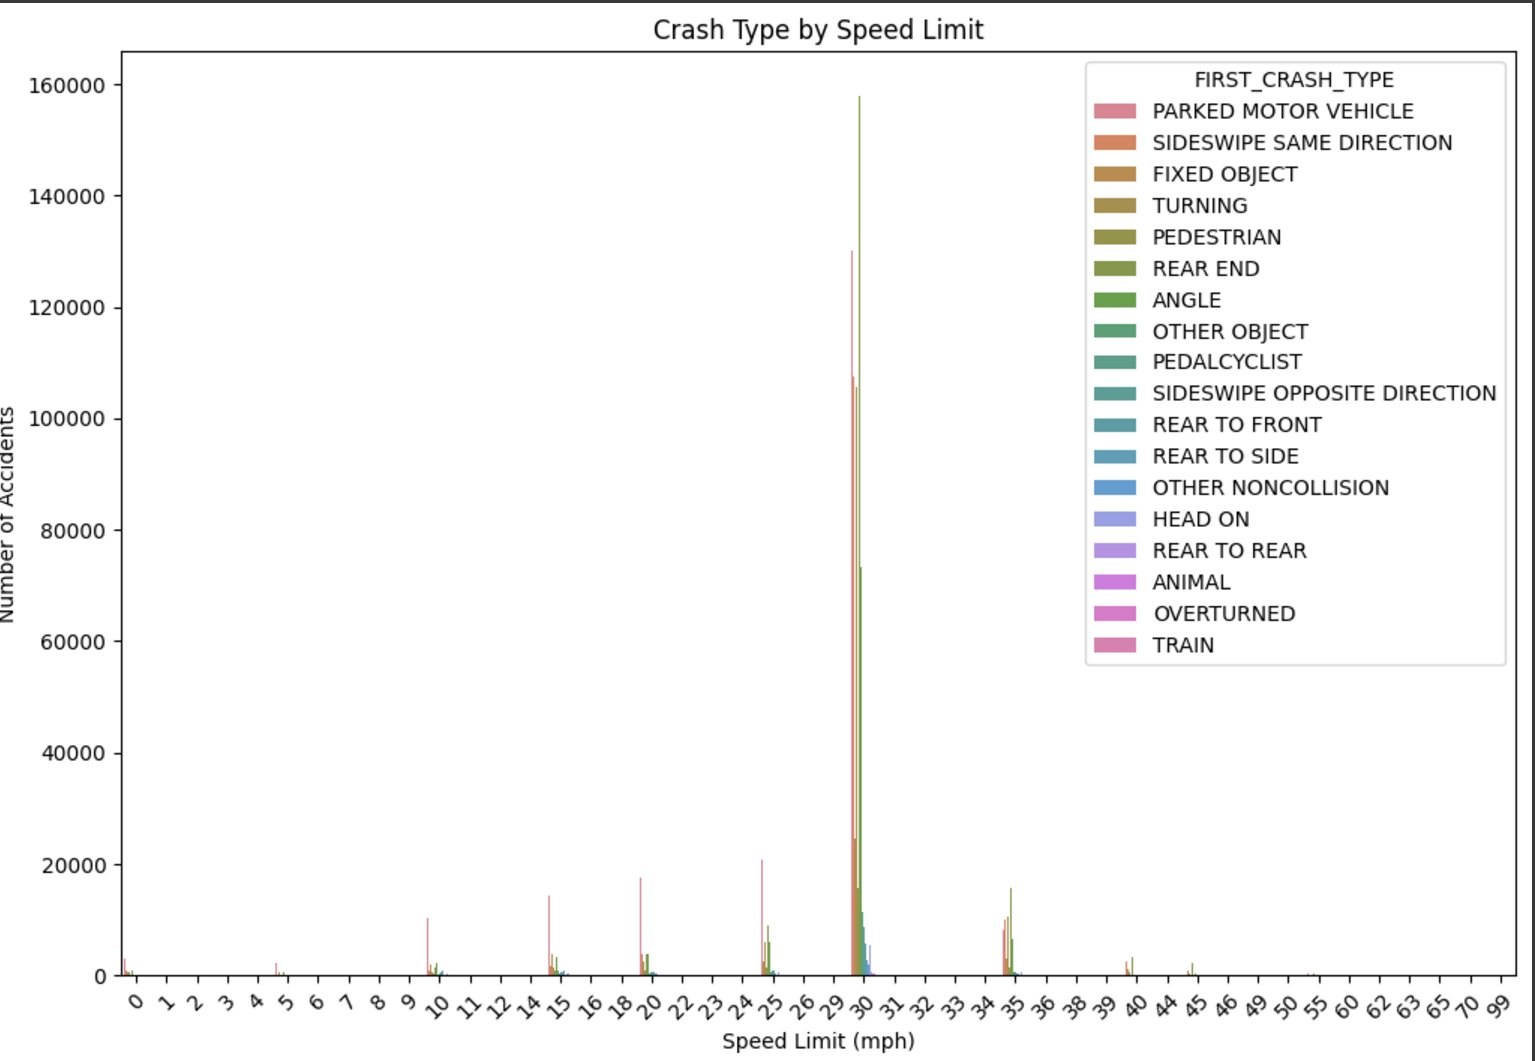 Crash Type by Speed Limit
FIRST_CRASH_TYPE
PARKED MOTOR VEHICLE
SIDESWIPE SAME DIRECTION
FIXED OBJECT
TURNING
PEDESTRIAN
REAR END
ANGLE
OTHER OBJECT
PEDALCYCLIST
SIDESWIPE OPPOSITE DIRECTION
REAR TO FRONT
REAR TO SIDE
OTHER NONCOLLISION
HEAD ON
REAR TO REAR
ANIMAL
OVERTURNED
TRAIN
Number of Accidents
160000
140000
120000
100000
80000
60000
40000
20000
0
0 1 2 3 4 5 6 7 8 9 10 11 12 14 15 16 18 20 22 23 24 25 26 29 30 31 32 33 34 35 36 38 39 40 44 45 46 49 50 55 60 62 63 65 70 99
Speed Limit (mph)